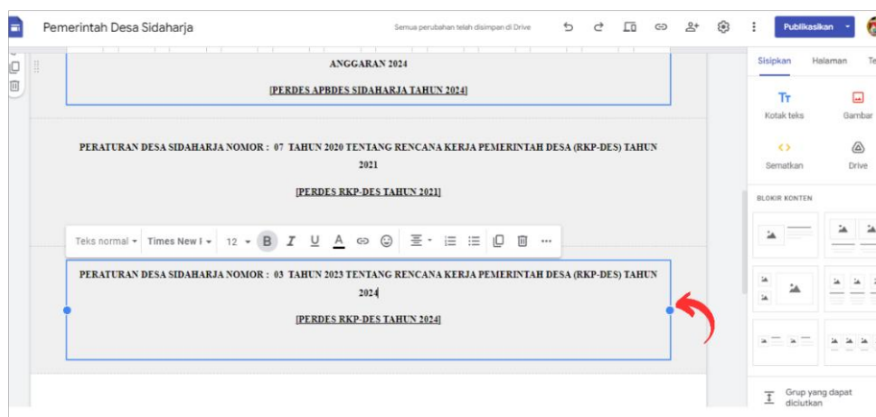 Pemerintah Desa Sidaharja
Semua perubahan telah disimpan di Drive
Publikasikan
Sisipkan Halaman Te
Kotak teks Gambar
Sematkan Drive
BLOKIR KONTEN
Grup yang dapat
diciutkan
ANGGARAN 2024
[PERDES APBDES SIDAHARJA TAHUN 2024]
PERATURAN DESA SIDAHARJA NOMOR : 07 TAHUN 2020 TENTANG RENCANA KERJA PEMERINTAH DESA (RKP-DES) TAHUN
2021
[PERDES RKP-DES TAHUN 2021]
Teks normal Times New I 12 B I U A
PERATURAN DESA SIDAHARJA NOMOR : 03 TAHUN 2023 TENTANG RENCANA KERJA PEMERINTAH DESA (RKP-DES) TAHUN
2024
[PERDES RKP-DES TAHUN 2024]